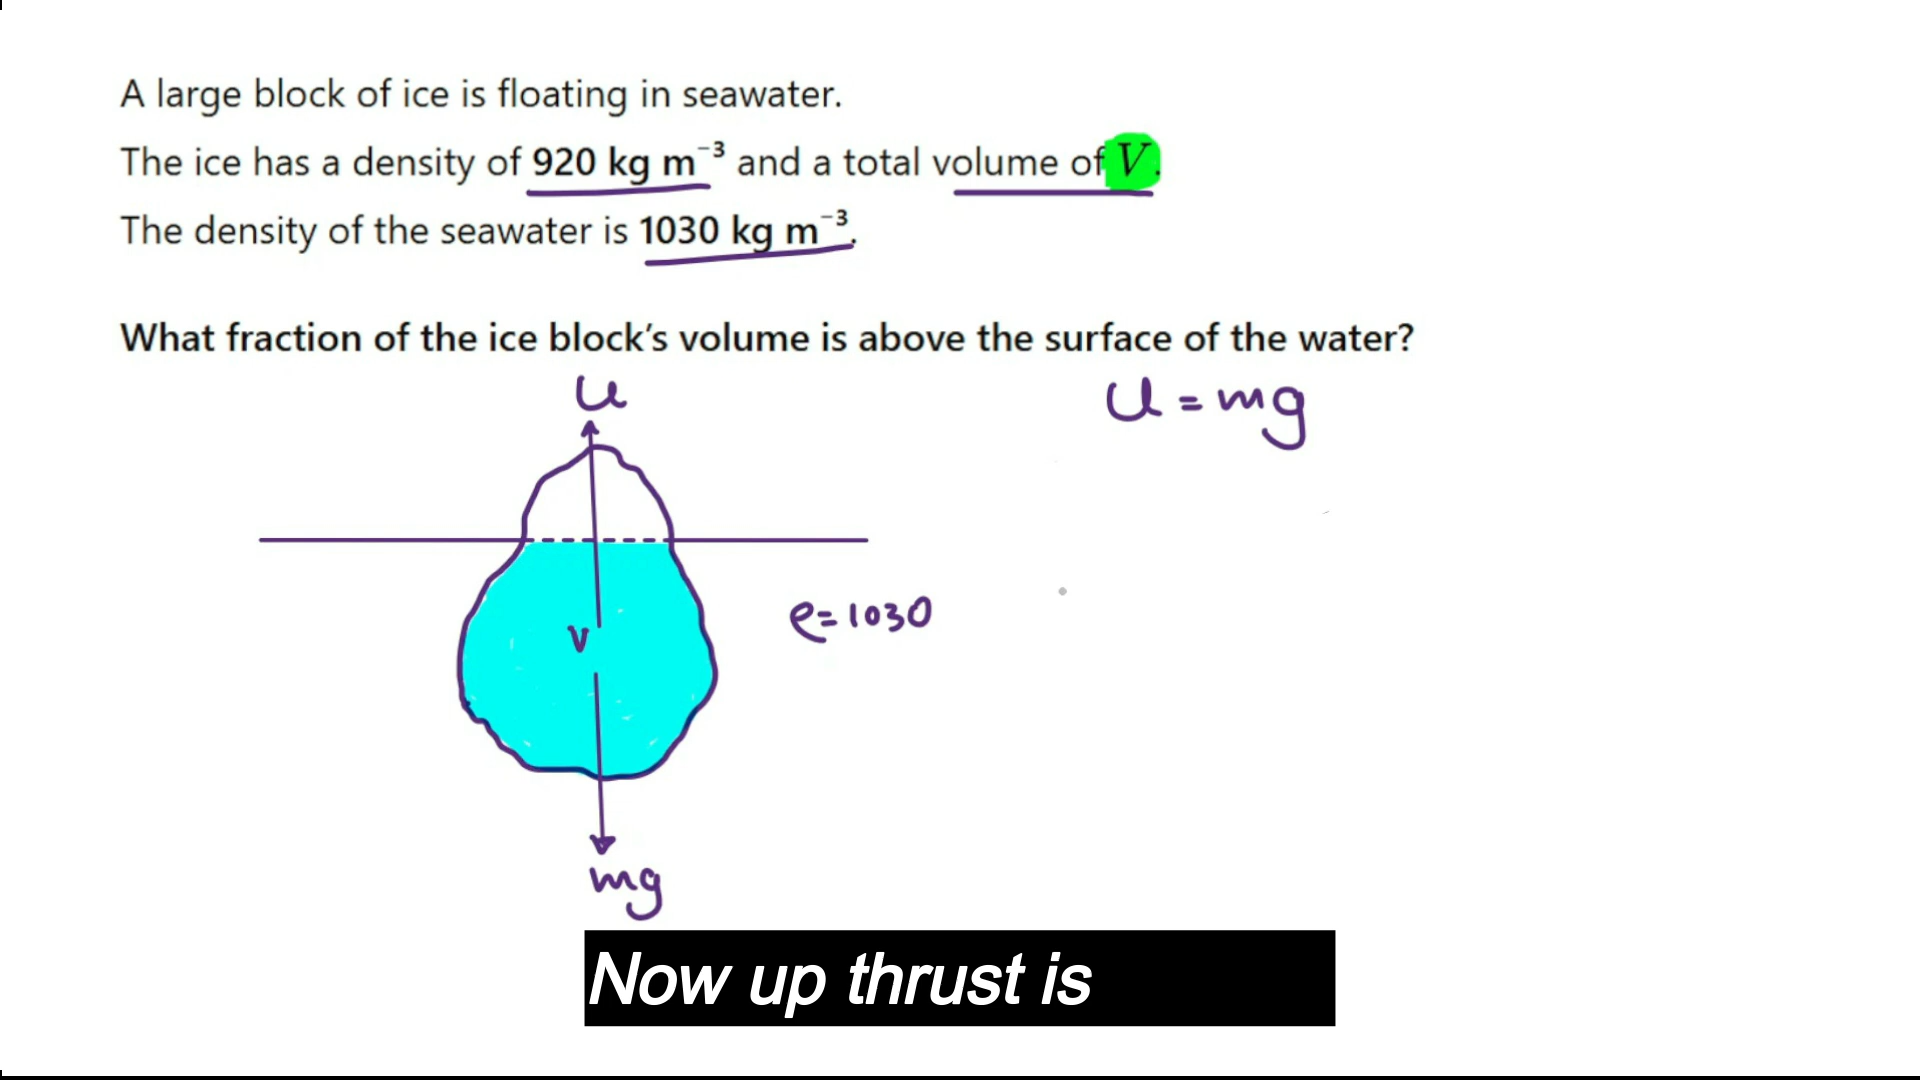 A large block of ice is floating in seawater.
The ice has a density of 920 kg m⁻³ and a total volume of V.
The density of the seawater is 1030 kg m⁻³.
What fraction of the ice block’s volume is above the surface of the water?
U
U = mg
ρ = 1030
V
mg
Now up thrust is